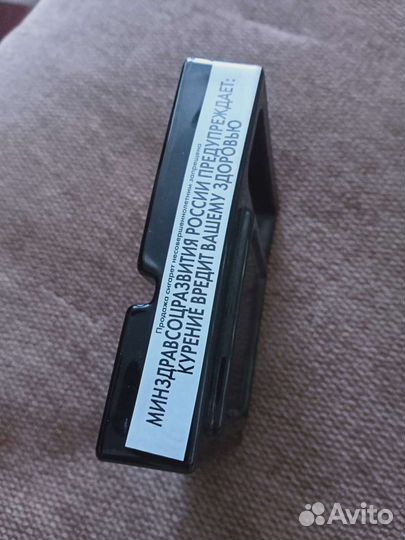 Продажа сигарет несовершеннолетним запрещена
МИНЗДРАВСОЦРАЗВИТИЯ РОССИИ ПРЕДУПРЕЖДАЕТ:
КУРЕНИЕ ВРЕДИТ ВАШЕМУ ЗДОРОВЬЮ
Avito